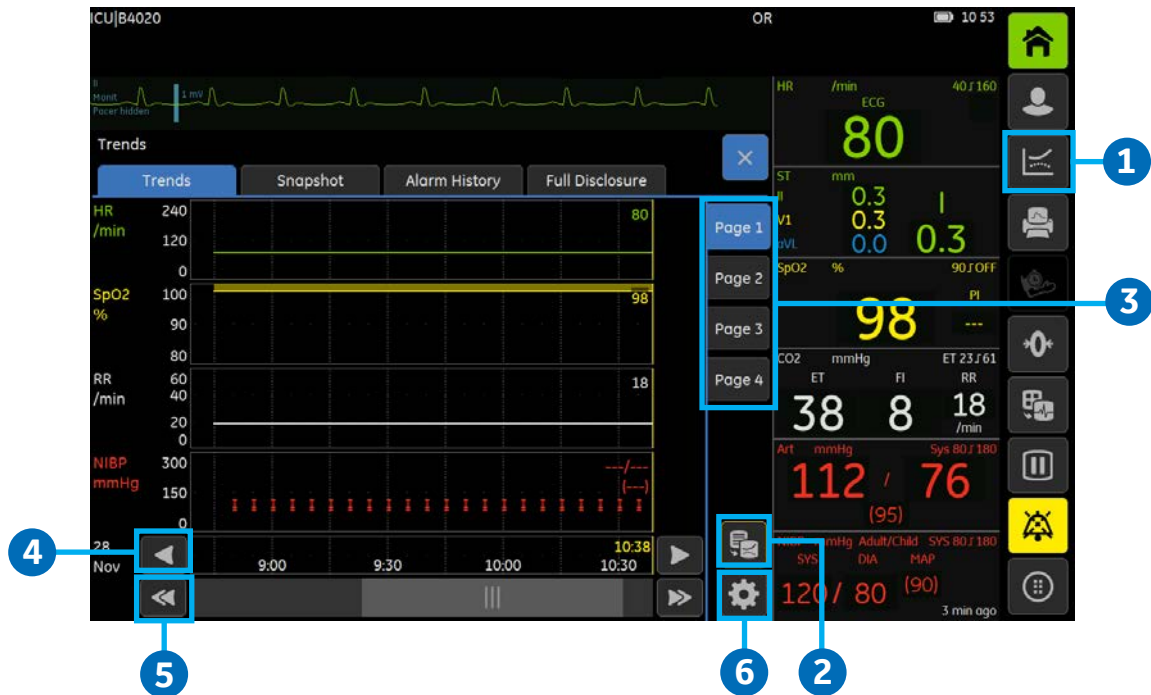 ICU|B4020
OR
10 53
II
Monit
Pacer hidden
1 mV
Trends
Trends
Snapshot
Alarm History
Full Disclosure
HR
/min
240
120
0
80
SpO2
%
100
90
80
98
RR
/min
60
40
20
0
18
NIBP
mmHg
300
150
0
---/---
(---)
28
Nov
9:00
9:30
10:00
10:30
10:38
Page 1
Page 2
Page 3
Page 4
HR /min 40 160
ECG
80
ST mm
II 0.3
V1 0.3
aVL 0.0
0.3
SpO2 % 90 OFF
98
PI
---
CO2 mmHg ET 23 61
ET FI RR
38 8 18
/min
Art mmHg Sys 80 180
112 / 76
(95)
NIBP mmHg Adult/Child SYS 80 180
SYS DIA MAP
120 / 80 (90)
3 min ago
1
3
4
5
6
2